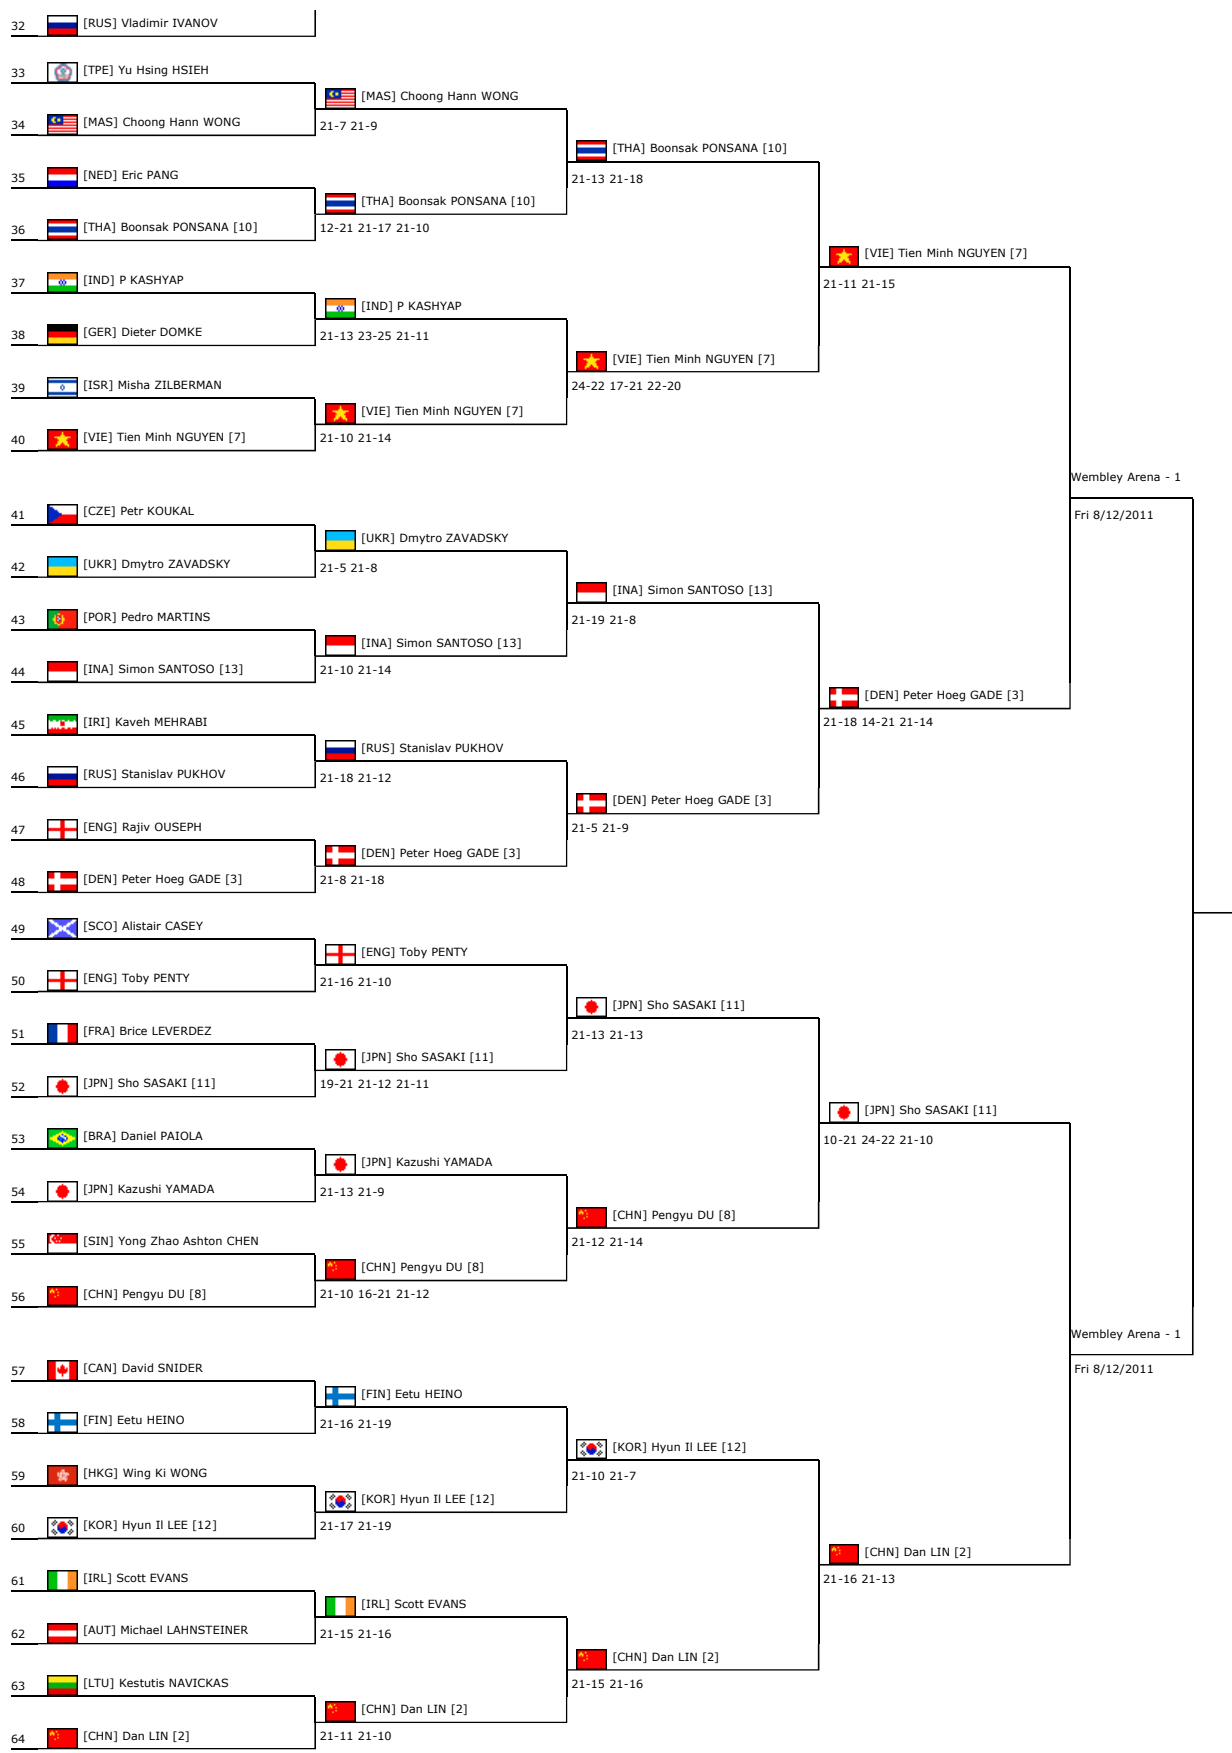 32 [RUS] Vladimir IVANOV
33 [TPE] Yu Hsing HSIEH
[MAS] Choong Hann WONG
34 [MAS] Choong Hann WONG
21-7 21-9
[THA] Boonsak PONSANA [10]
35 [NED] Eric PANG
21-13 21-18
[THA] Boonsak PONSANA [10]
36 [THA] Boonsak PONSANA [10]
12-21 21-17 21-10
[VIE] Tien Minh NGUYEN [7]
37 [IND] P KASHYAP
21-11 21-15
[IND] P KASHYAP
38 [GER] Dieter DOMKE
21-13 23-25 21-11
[VIE] Tien Minh NGUYEN [7]
39 [ISR] Misha ZILBERMAN
24-22 17-21 22-20
[VIE] Tien Minh NGUYEN [7]
40 [VIE] Tien Minh NGUYEN [7]
21-10 21-14
Wembley Arena - 1
Fri 8/12/2011
41 [CZE] Petr KOUKAL
[UKR] Dmytro ZAVADSKY
42 [UKR] Dmytro ZAVADSKY
21-5 21-8
[INA] Simon SANTOSO [13]
43 [POR] Pedro MARTINS
21-19 21-8
[INA] Simon SANTOSO [13]
44 [INA] Simon SANTOSO [13]
21-10 21-14
[DEN] Peter Hoeg GADE [3]
45 [IRI] Kaveh MEHRABI
21-18 14-21 21-14
[RUS] Stanislav PUKHOV
46 [RUS] Stanislav PUKHOV
21-18 21-12
[DEN] Peter Hoeg GADE [3]
47 [ENG] Rajiv OUSEPH
21-5 21-9
[DEN] Peter Hoeg GADE [3]
48 [DEN] Peter Hoeg GADE [3]
21-8 21-18
49 [SCO] Alistair CASEY
[ENG] Toby PENTY
50 [ENG] Toby PENTY
21-16 21-10
[JPN] Sho SASAKI [11]
51 [FRA] Brice LEVERDEZ
21-13 21-13
[JPN] Sho SASAKI [11]
52 [JPN] Sho SASAKI [11]
19-21 21-12 21-11
[JPN] Sho SASAKI [11]
53 [BRA] Daniel PAIOLA
10-21 24-22 21-10
[JPN] Kazushi YAMADA
54 [JPN] Kazushi YAMADA
21-13 21-9
[CHN] Pengyu DU [8]
55 [SIN] Yong Zhao Ashton CHEN
21-12 21-14
[CHN] Pengyu DU [8]
56 [CHN] Pengyu DU [8]
21-10 16-21 21-12
Wembley Arena - 1
Fri 8/12/2011
57 [CAN] David SNIDER
[FIN] Eetu HEINO
58 [FIN] Eetu HEINO
21-16 21-19
[KOR] Hyun Il LEE [12]
59 [HKG] Wing Ki WONG
21-10 21-7
[KOR] Hyun Il LEE [12]
60 [KOR] Hyun Il LEE [12]
21-17 21-19
[CHN] Dan LIN [2]
61 [IRL] Scott EVANS
21-16 21-13
[IRL] Scott EVANS
62 [AUT] Michael LAHNSTEINER
21-15 21-16
[CHN] Dan LIN [2]
63 [LTU] Kestutis NAVICKAS
21-15 21-16
[CHN] Dan LIN [2]
64 [CHN] Dan LIN [2]
21-11 21-10